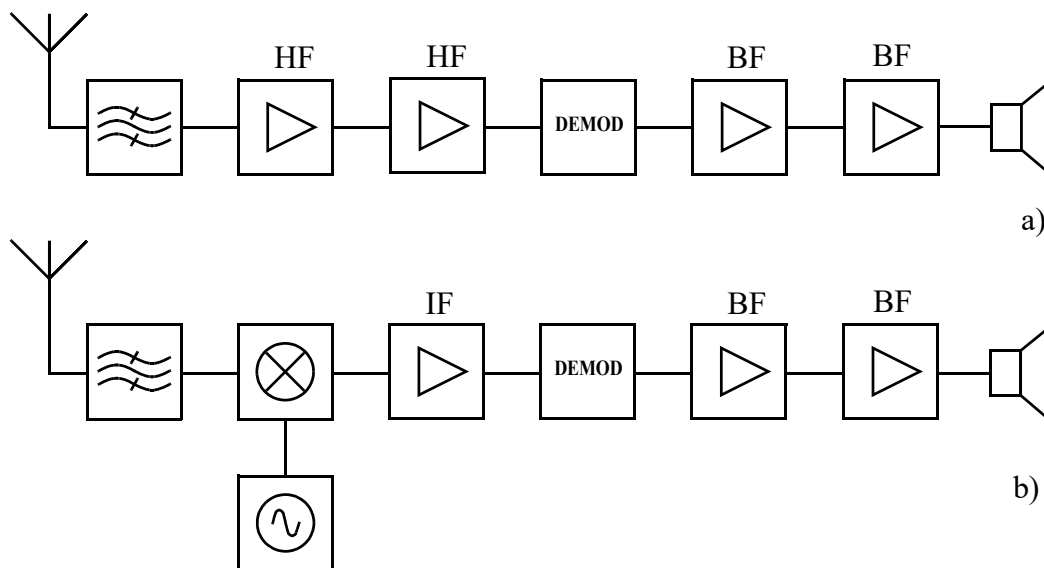 HF HF BF BF
DEMOD
a)
IF BF BF
DEMOD
b)